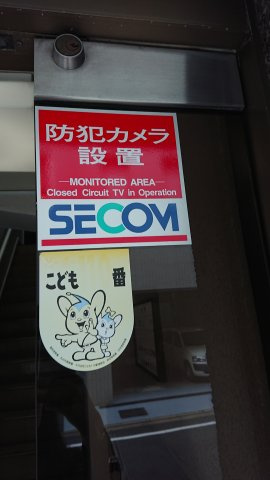 防犯カメラ
設置
MONITORED AREA
Closed Circuit TV in Operation
SECOM
こども 番